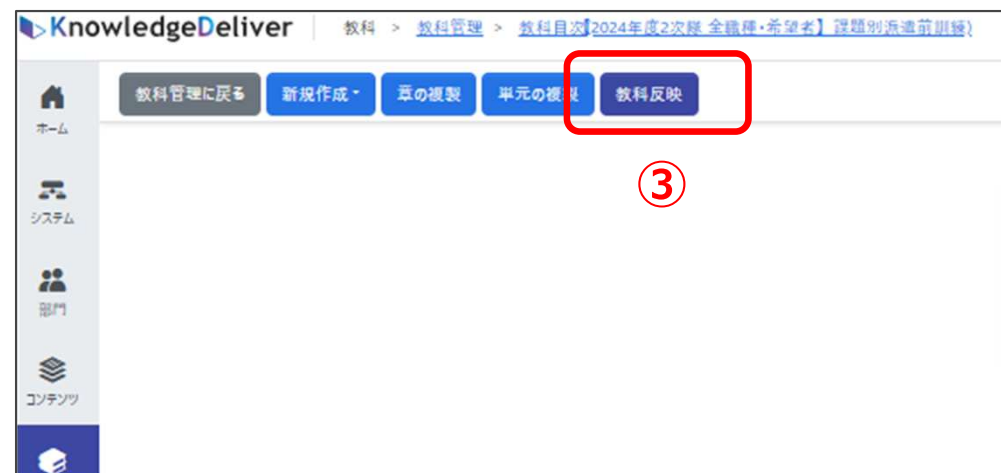 KnowledgeDeliver 教科 > 教科管理 > 教科目次【2024年度2次隊 全職種・希望者】課題別派遣前訓練)
教科管理に戻る 新規作成 章の複製 単元の複製 教科反映
ホーム
③
システム
部門
コンテンツ